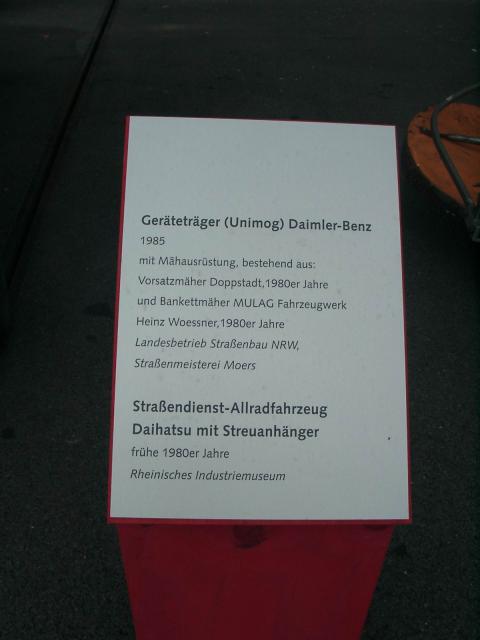 Geräteträger (Unimog) Daimler-Benz
1985
mit Mähausrüstung, bestehend aus:
Vorsatzmäher Doppstadt,1980er Jahre
und Bankettmäher MULAG Fahrzeugwerk
Heinz Woessner,1980er Jahre
Landesbetrieb Straßenbau NRW,
Straßenmeisterei Moers
Straßendienst-Allradfahrzeug
Daihatsu mit Streuanhänger
frühe 1980er Jahre
Rheinisches Industriemuseum